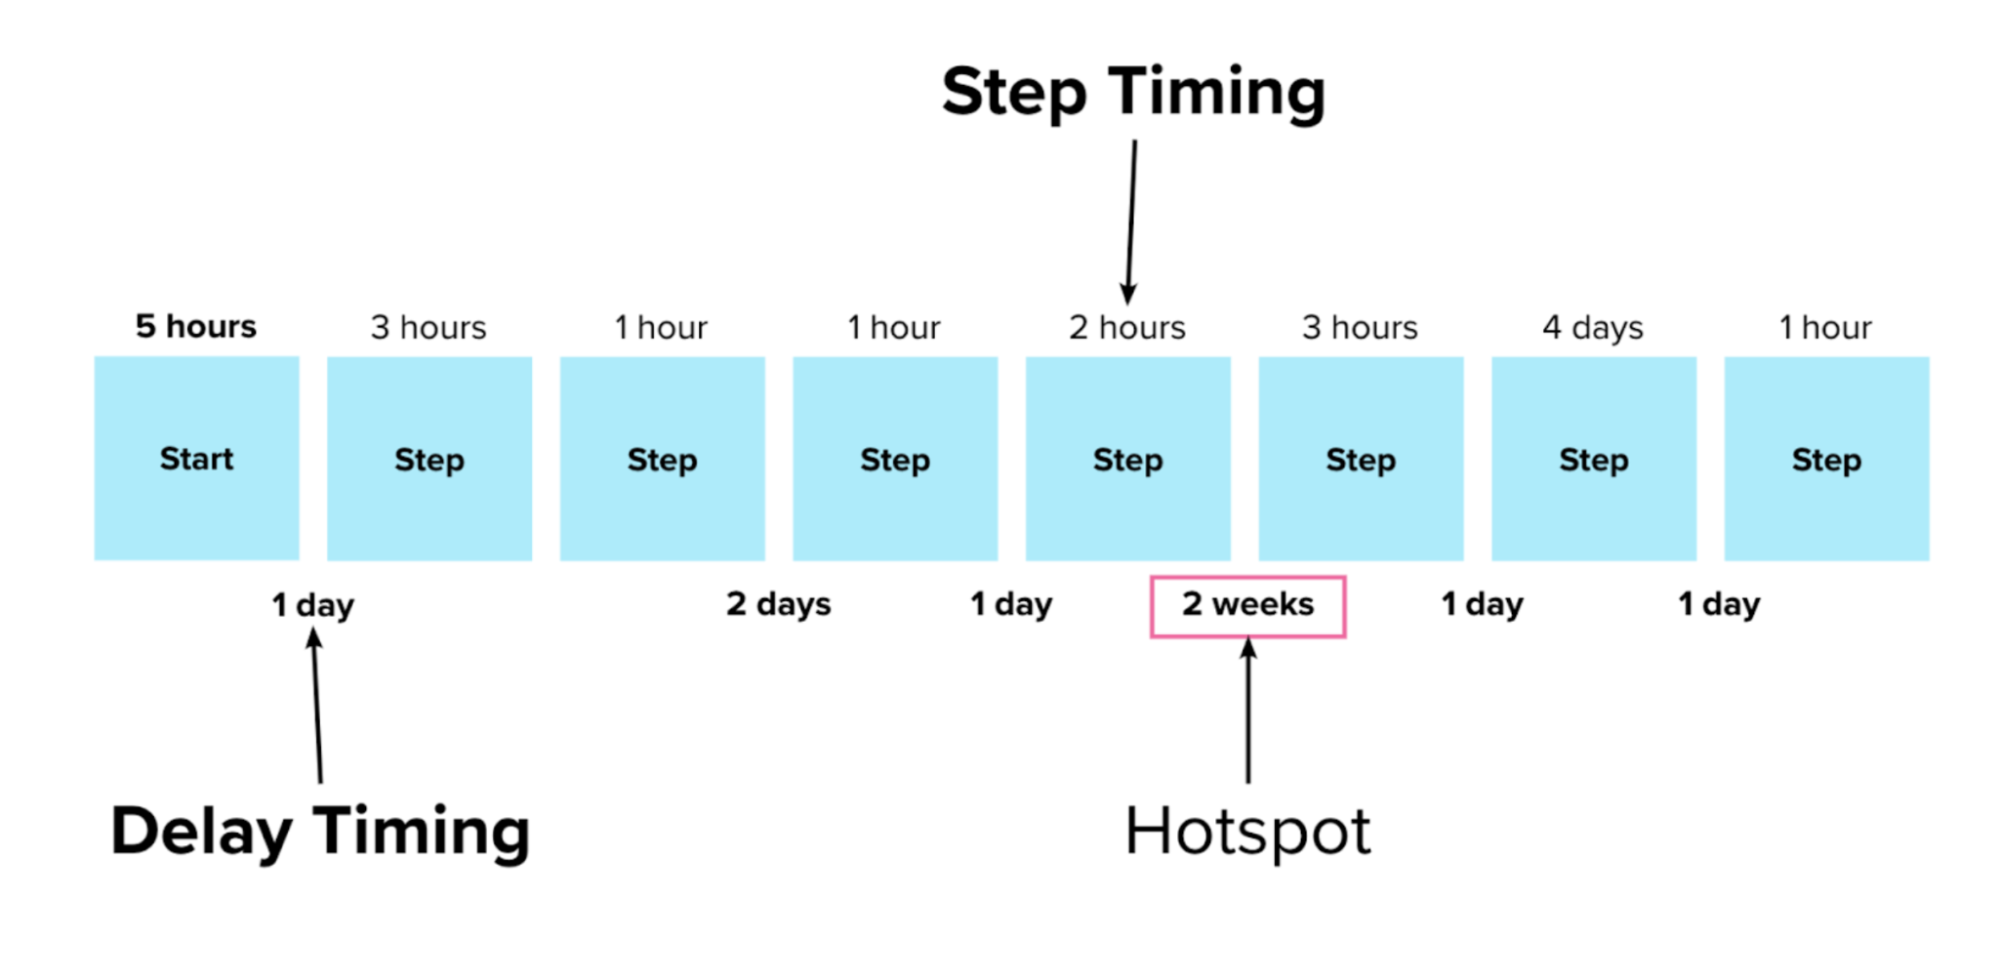 Step Timing
5 hours
3 hours
1 hour
1 hour
2 hours
3 hours
4 days
1 hour
Start
Step
Step
Step
Step
Step
Step
Step
1 day
2 days
1 day
2 weeks
1 day
1 day
Delay Timing
Hotspot